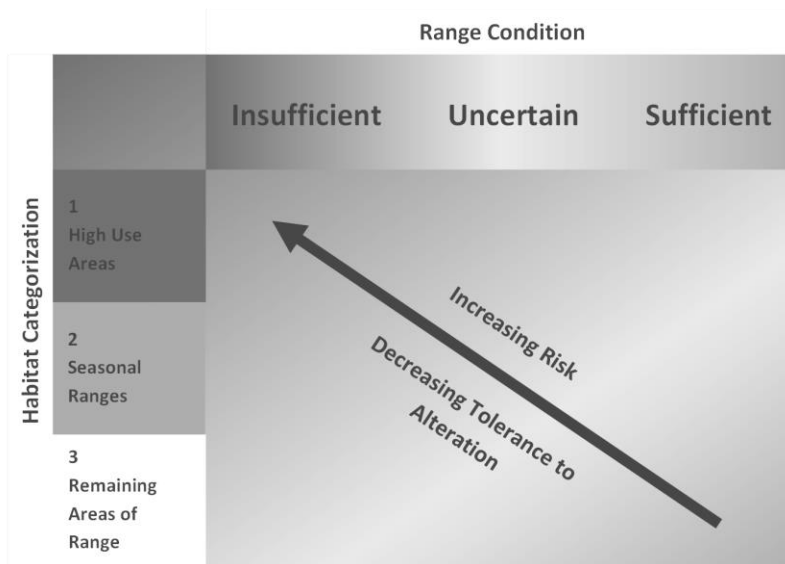 Range Condition
Insufficient Uncertain Sufficient
Habitat Categorization
1
High Use
Areas
2
Seasonal
Ranges
3
Remaining
Areas of
Range
Increasing Risk
Decreasing Tolerance to
Alteration